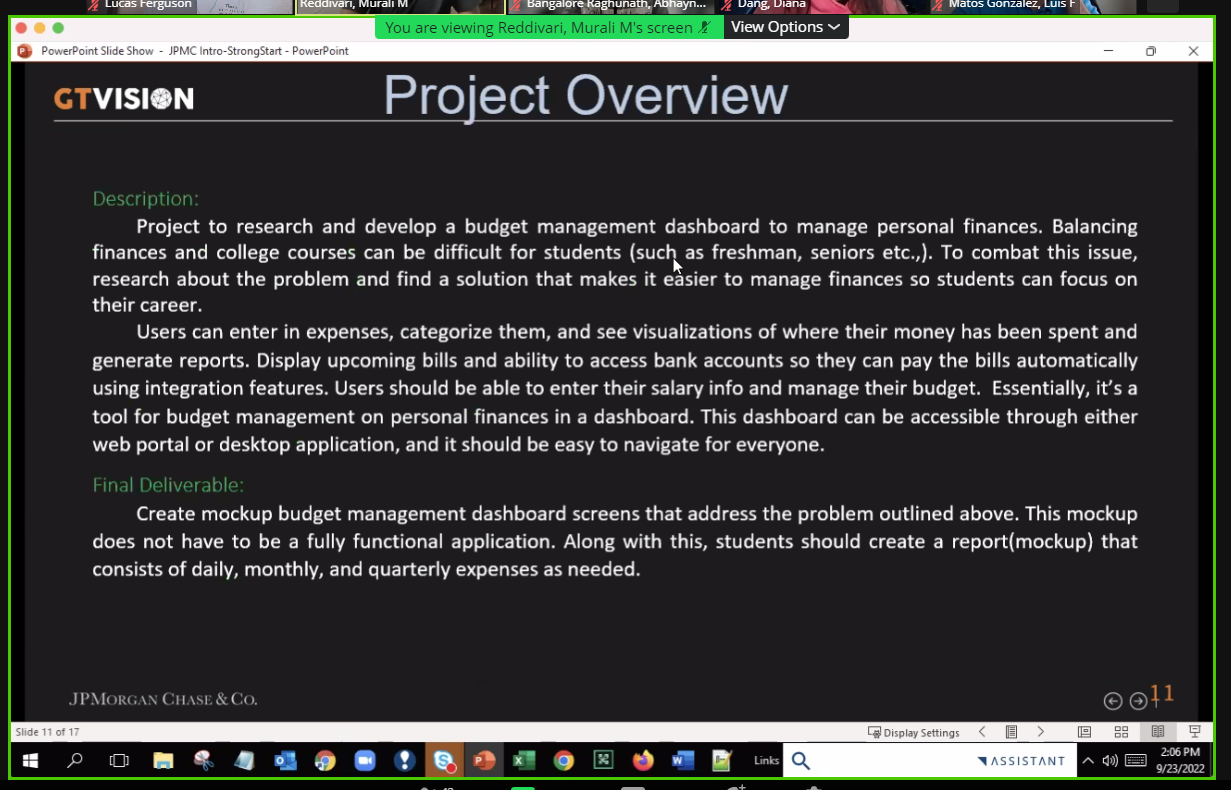 Lucas Ferguson
Reddivari, Murali M
Bangalore Raghunath, Abhayn...
Dang, Diana
Matos Gonzalez, Luis F
You are viewing Reddivari, Murali M's screen
View Options
PowerPoint Slide Show - JPMC Intro-StrongStart - PowerPoint
GTVISION
Project Overview
Description:
Project to research and develop a budget management dashboard to manage personal finances. Balancing
finances and college courses can be difficult for students (such as freshman, seniors etc.,). To combat this issue,
research about the problem and find a solution that makes it easier to manage finances so students can focus on
their career.
Users can enter in expenses, categorize them, and see visualizations of where their money has been spent and
generate reports. Display upcoming bills and ability to access bank accounts so they can pay the bills automatically
using integration features. Users should be able to enter their salary info and manage their budget. Essentially, it's a
tool for budget management on personal finances in a dashboard. This dashboard can be accessible through either
web portal or desktop application, and it should be easy to navigate for everyone.
Final Deliverable:
Create mockup budget management dashboard screens that address the problem outlined above. This mockup
does not have to be a fully functional application. Along with this, students should create a report(mockup) that
consists of daily, monthly, and quarterly expenses as needed.
JPMORGAN CHASE & CO.
11
Slide 11 of 17
Display Settings
Links
ASSISTANT
2:06 PM
9/23/2022